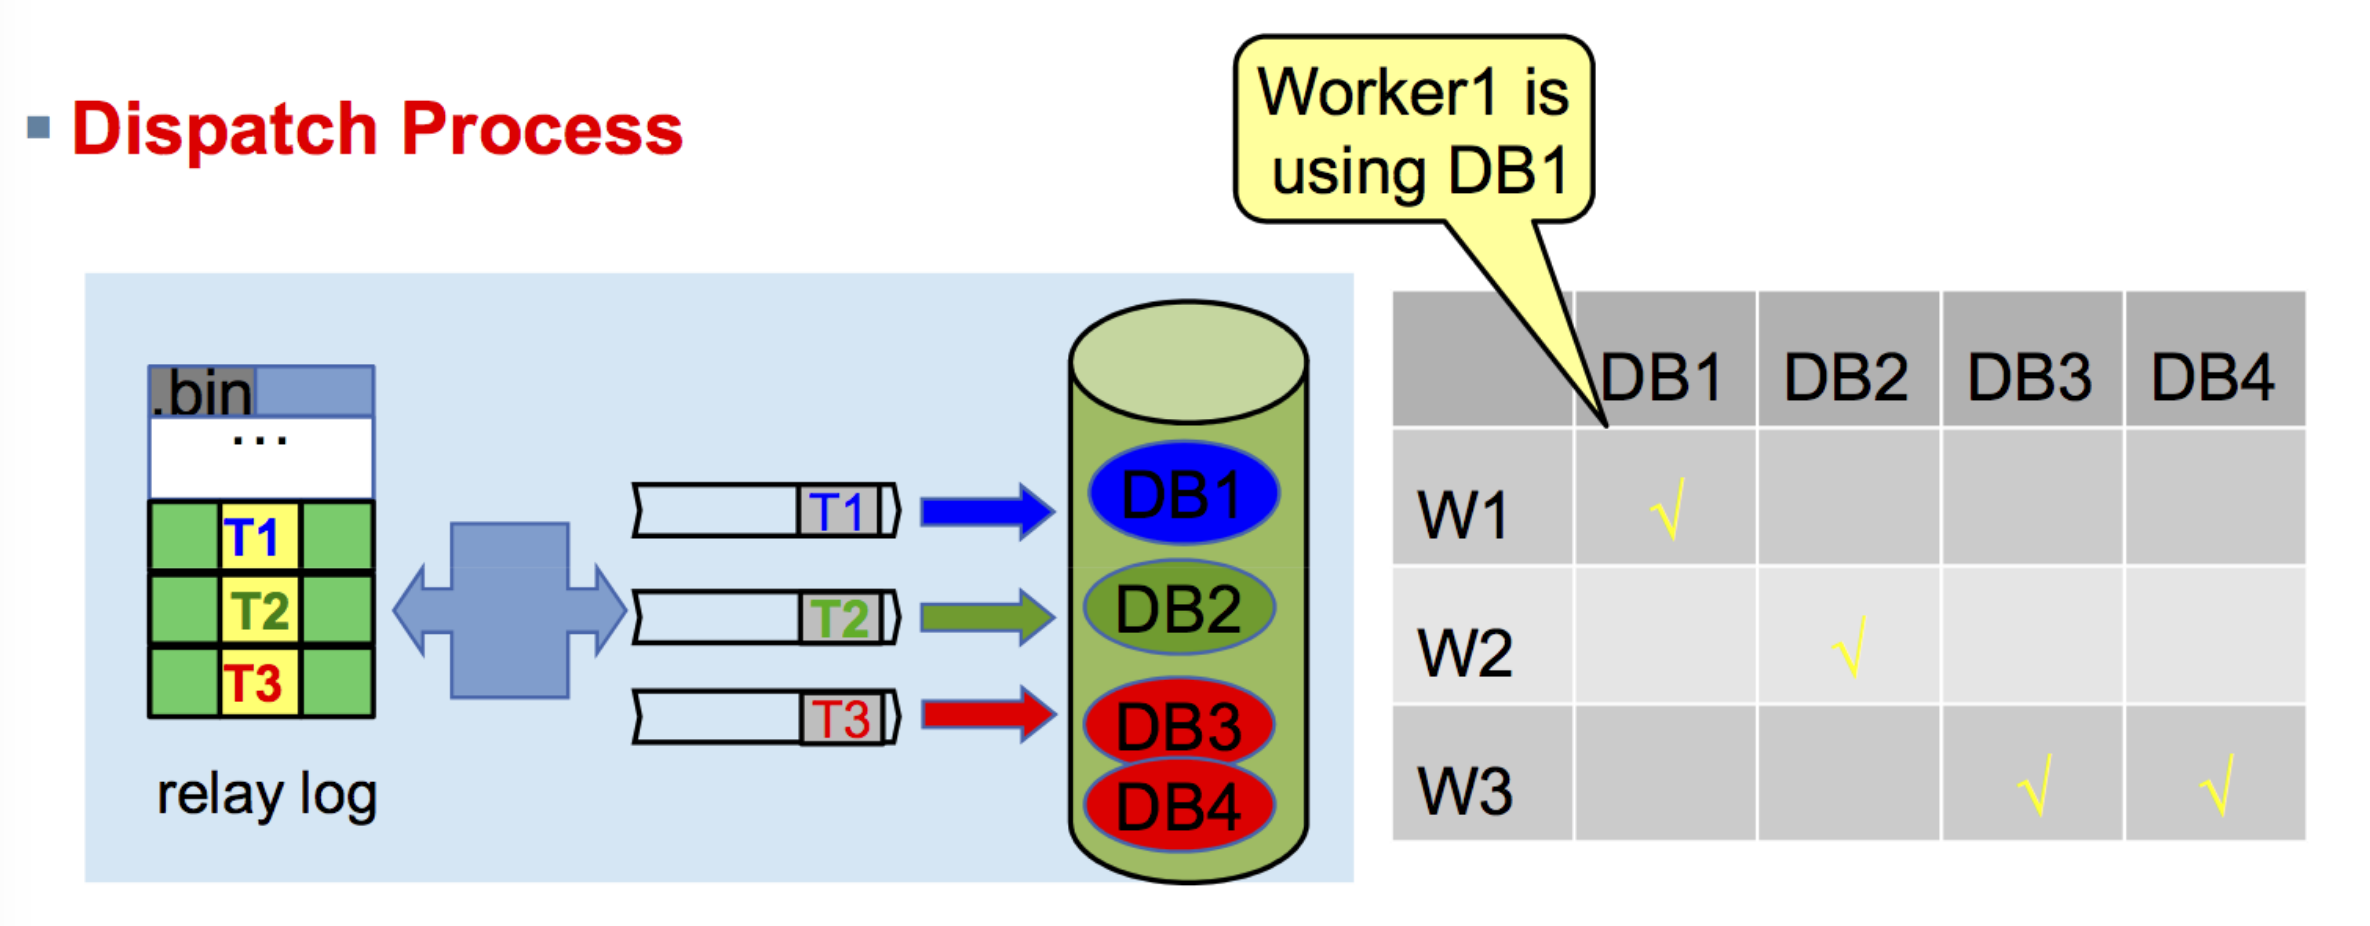 ▪ Dispatch Process
Worker1 is
using DB1
.bin
...
T1
T2
T3
relay log
T1
T2
T3
DB1
DB2
DB3
DB4
DB1 DB2 DB3 DB4
W1 √
W2 √
W3 √ √